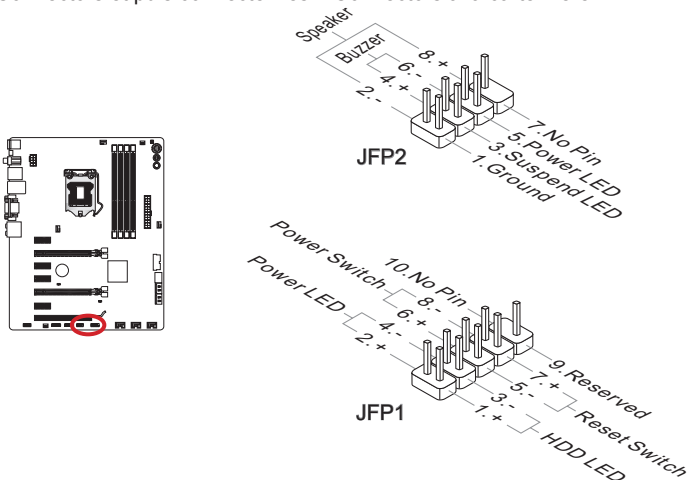 Speaker
Buzzer
8.+
6.-
4.+
2.-
7.No Pin
5.Power LED
3.Suspend LED
1.Ground
JFP2
Power Switch
Power LED
10.No Pin
8.-
6.+
4.-
2.+
9.Reserved
7.+
5.-
3.-
1.+
Reset Switch
HDD LED
JFP1